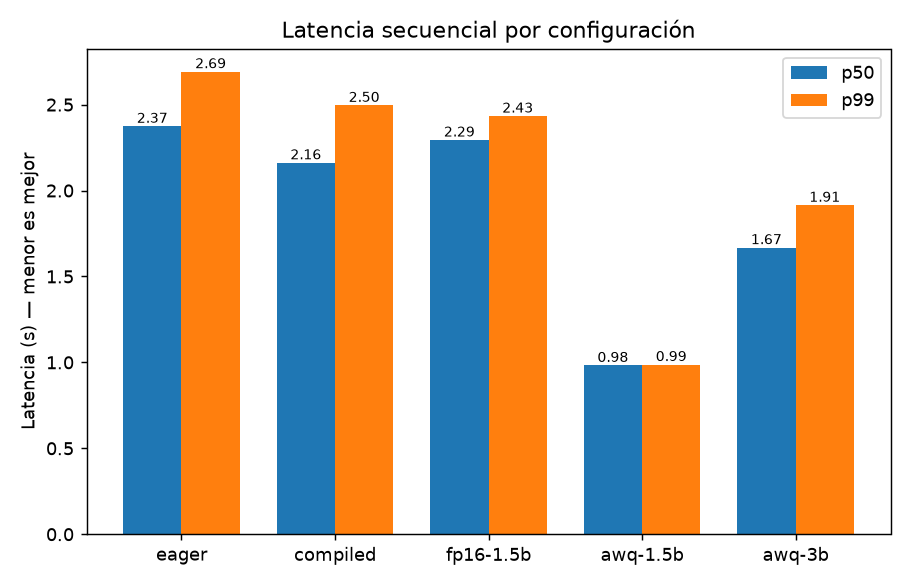 Latencia secuencial por configuración
p50
p99
Latencia (s) — menor es mejor
2.5
2.0
1.5
1.0
0.5
0.0
2.37
2.69
2.16
2.50
2.29
2.43
0.98
0.99
1.67
1.91
eager
compiled
fp16-1.5b
awq-1.5b
awq-3b